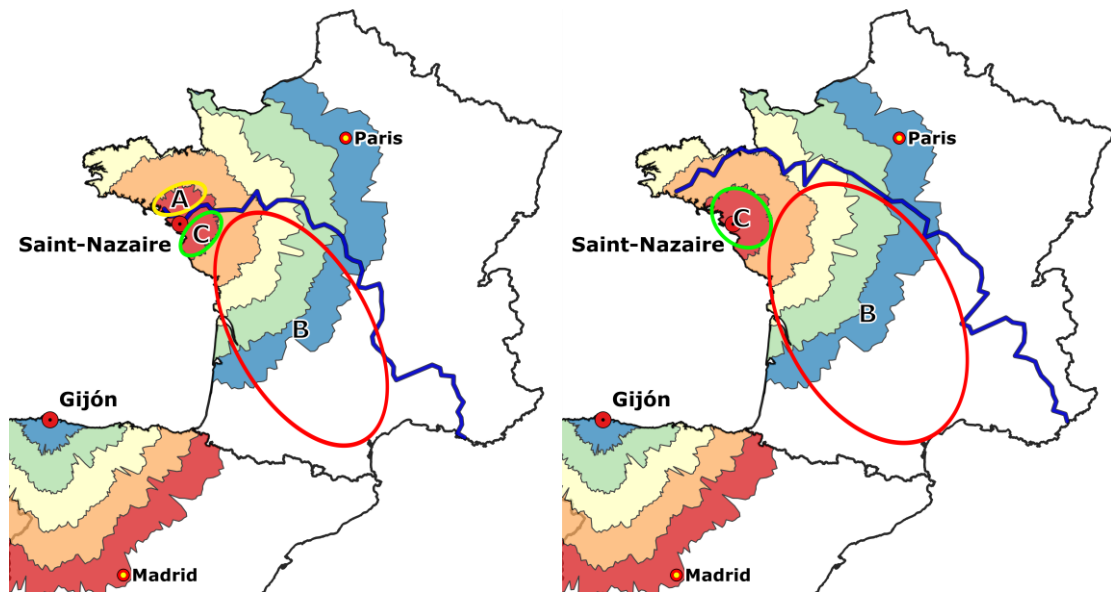 Paris
A
C
Saint-Nazaire
B
Gijón
Madrid
Paris
C
Saint-Nazaire
B
Gijón
Madrid